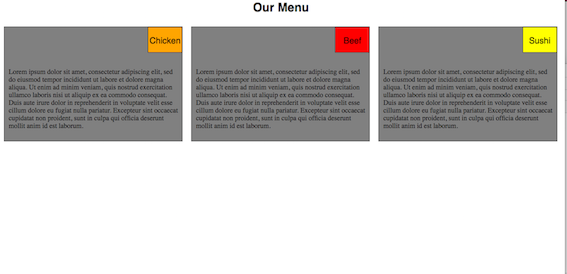 Our Menu
Chicken
Lorem ipsum dolor sit amet, consectetur adipiscing elit, sed
do eiusmod tempor incididunt ut labore et dolore magna
aliqua. Ut enim ad minim veniam, quis nostrud exercitation
ullamco laboris nisi ut aliquip ex ea commodo consequat.
Duis aute irure dolor in reprehenderit in voluptate velit esse
cillum dolore eu fugiat nulla pariatur. Excepteur sint occaecat
cupidatat non proident, sunt in culpa qui officia deserunt
mollit anim id est laborum.
Beef
Lorem ipsum dolor sit amet, consectetur adipiscing elit, sed
do eiusmod tempor incididunt ut labore et dolore magna
aliqua. Ut enim ad minim veniam, quis nostrud exercitation
ullamco laboris nisi ut aliquip ex ea commodo consequat.
Duis aute irure dolor in reprehenderit in voluptate velit esse
cillum dolore eu fugiat nulla pariatur. Excepteur sint occaecat
cupidatat non proident, sunt in culpa qui officia deserunt
mollit anim id est laborum.
Sushi
Lorem ipsum dolor sit amet, consectetur adipiscing elit, sed
do eiusmod tempor incididunt ut labore et dolore magna
aliqua. Ut enim ad minim veniam, quis nostrud exercitation
ullamco laboris nisi ut aliquip ex ea commodo consequat.
Duis aute irure dolor in reprehenderit in voluptate velit esse
cillum dolore eu fugiat nulla pariatur. Excepteur sint occaecat
cupidatat non proident, sunt in culpa qui officia deserunt
mollit anim id est laborum.